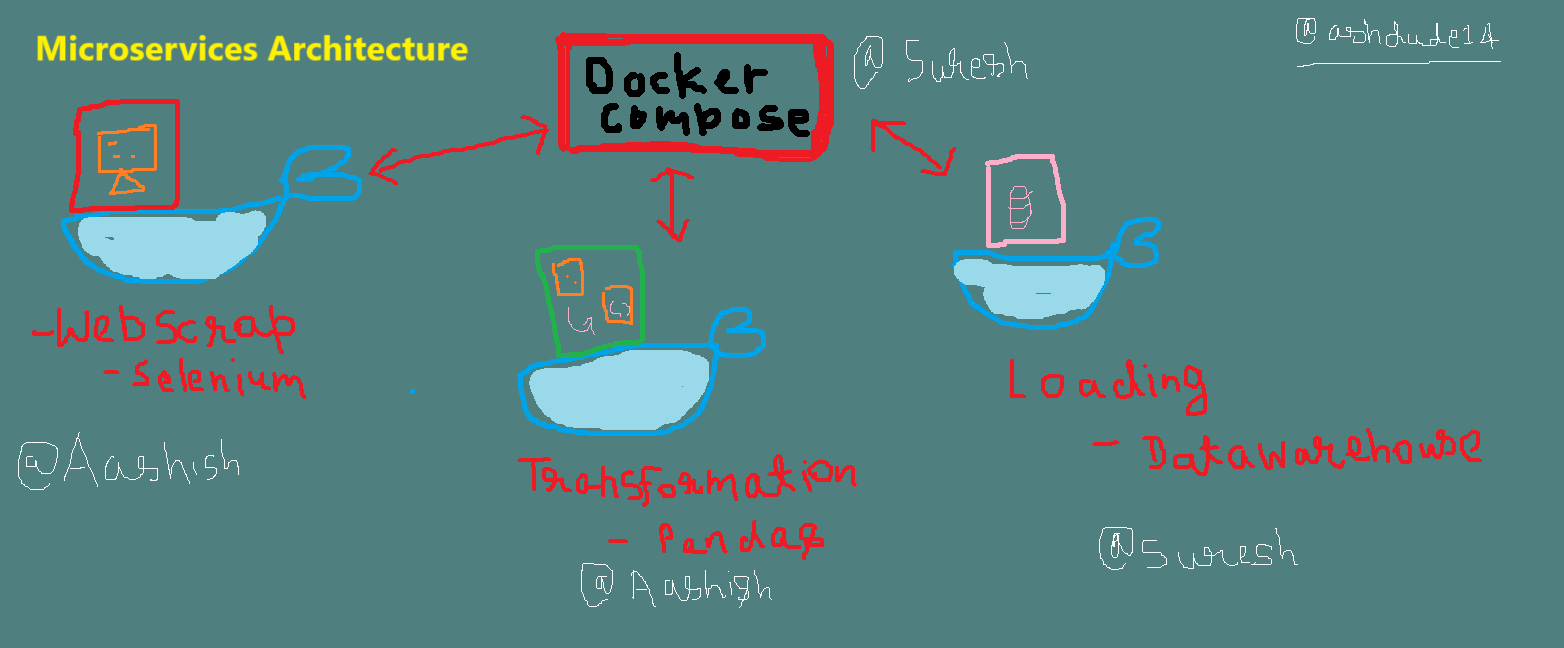 Microservices Architecture
@ashdude14
Docker
compose
@Suresh
-WebScrap
-Selenium
@Aashish
Transformation
- Pandas
@Aashish
Loading
- Datawarehouse
@Suresh